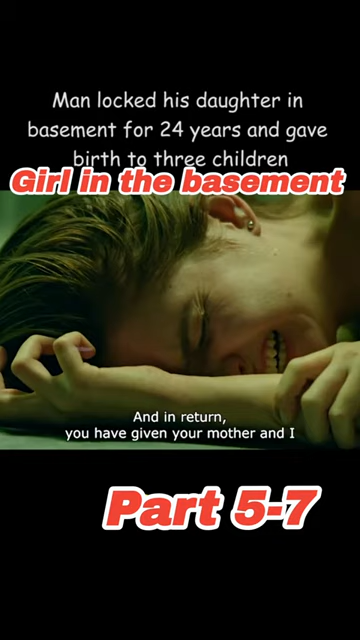 Man locked his daughter in
basement for 24 years and gave
birth to three children
Girl in the basement
And in return,
you have given your mother and I
Part 5-7